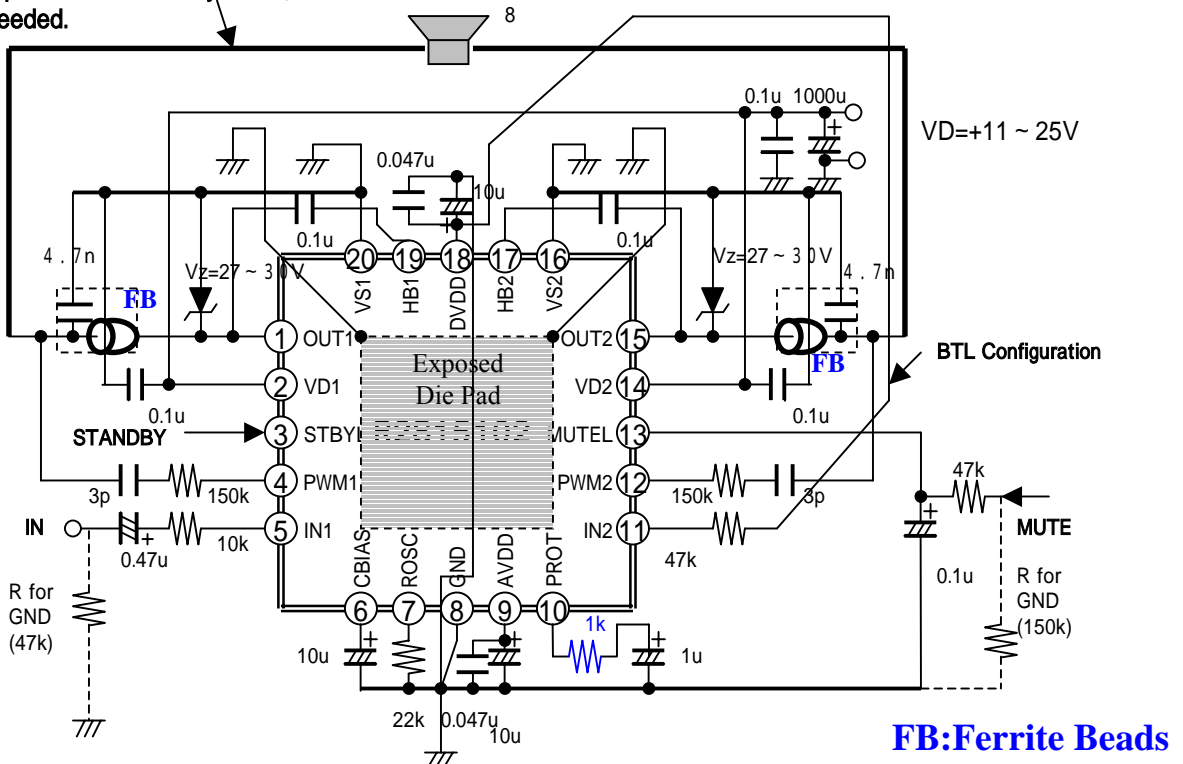 eeded.
8
0.1u 1000u
VD=+11 ~ 25V
0.047u
10u
0.1u
0.1u
4.7n
Vz=27 ~ 30V
Vz=27 ~ 30V
4.7n
FB
FB
20 19 18 17 16
VS1 HB1 DVDD HB2 VS2
1 OUT1
OUT2 15
Exposed
Die Pad
BTL Configuration
2 VD1
VD2 14
0.1u
0.1u
STANDBY
3 STBYL
MUTEL 13
4 PWM1
PWM2 12
3p
150k
150k
3p
47k
IN
5 IN1
IN2 11
MUTE
0.47u
10k
47k
0.1u
CBIAS ROSC GND AVDD PROT
6 7 8 9 10
R for
GND
(47k)
R for
GND
(150k)
1k
10u
1u
22k
0.047u
10u
FB:Ferrite Beads